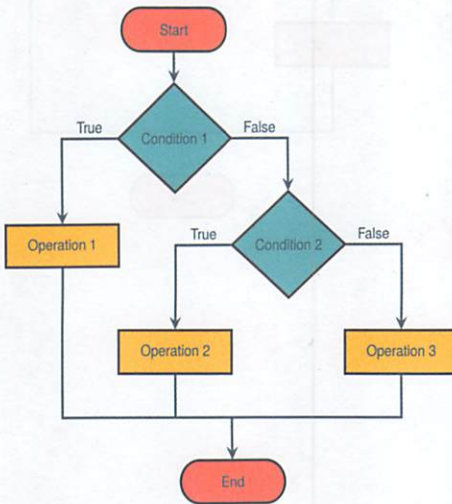 Start
True
Condition 1
False
Operation 1
True
Condition 2
False
Operation 2
Operation 3
End